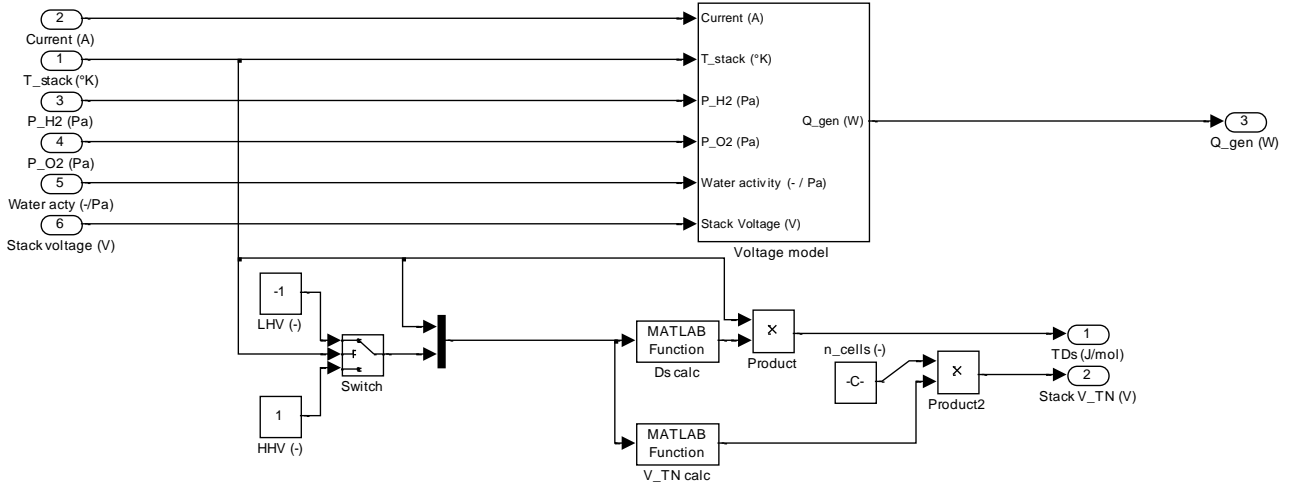 2
Current (A)
1
T_stack (°K)
3
P_H2 (Pa)
4
P_O2 (Pa)
5
Water acty (-/Pa)
6
Stack voltage (V)
Current (A)
T_stack (°K)
P_H2 (Pa)
P_O2 (Pa)
Water activity (- / Pa)
Stack Voltage (V)
Q_gen (W)
Voltage model
3
Q_gen (W)
-1
LHV (-)
Switch
1
HHV (-)
MATLAB
Function
Ds calc
x
Product
1
TDs (J/mol)
n_cells (-)
-C-
x
Product2
2
Stack V_TN (V)
MATLAB
Function
V_TN calc